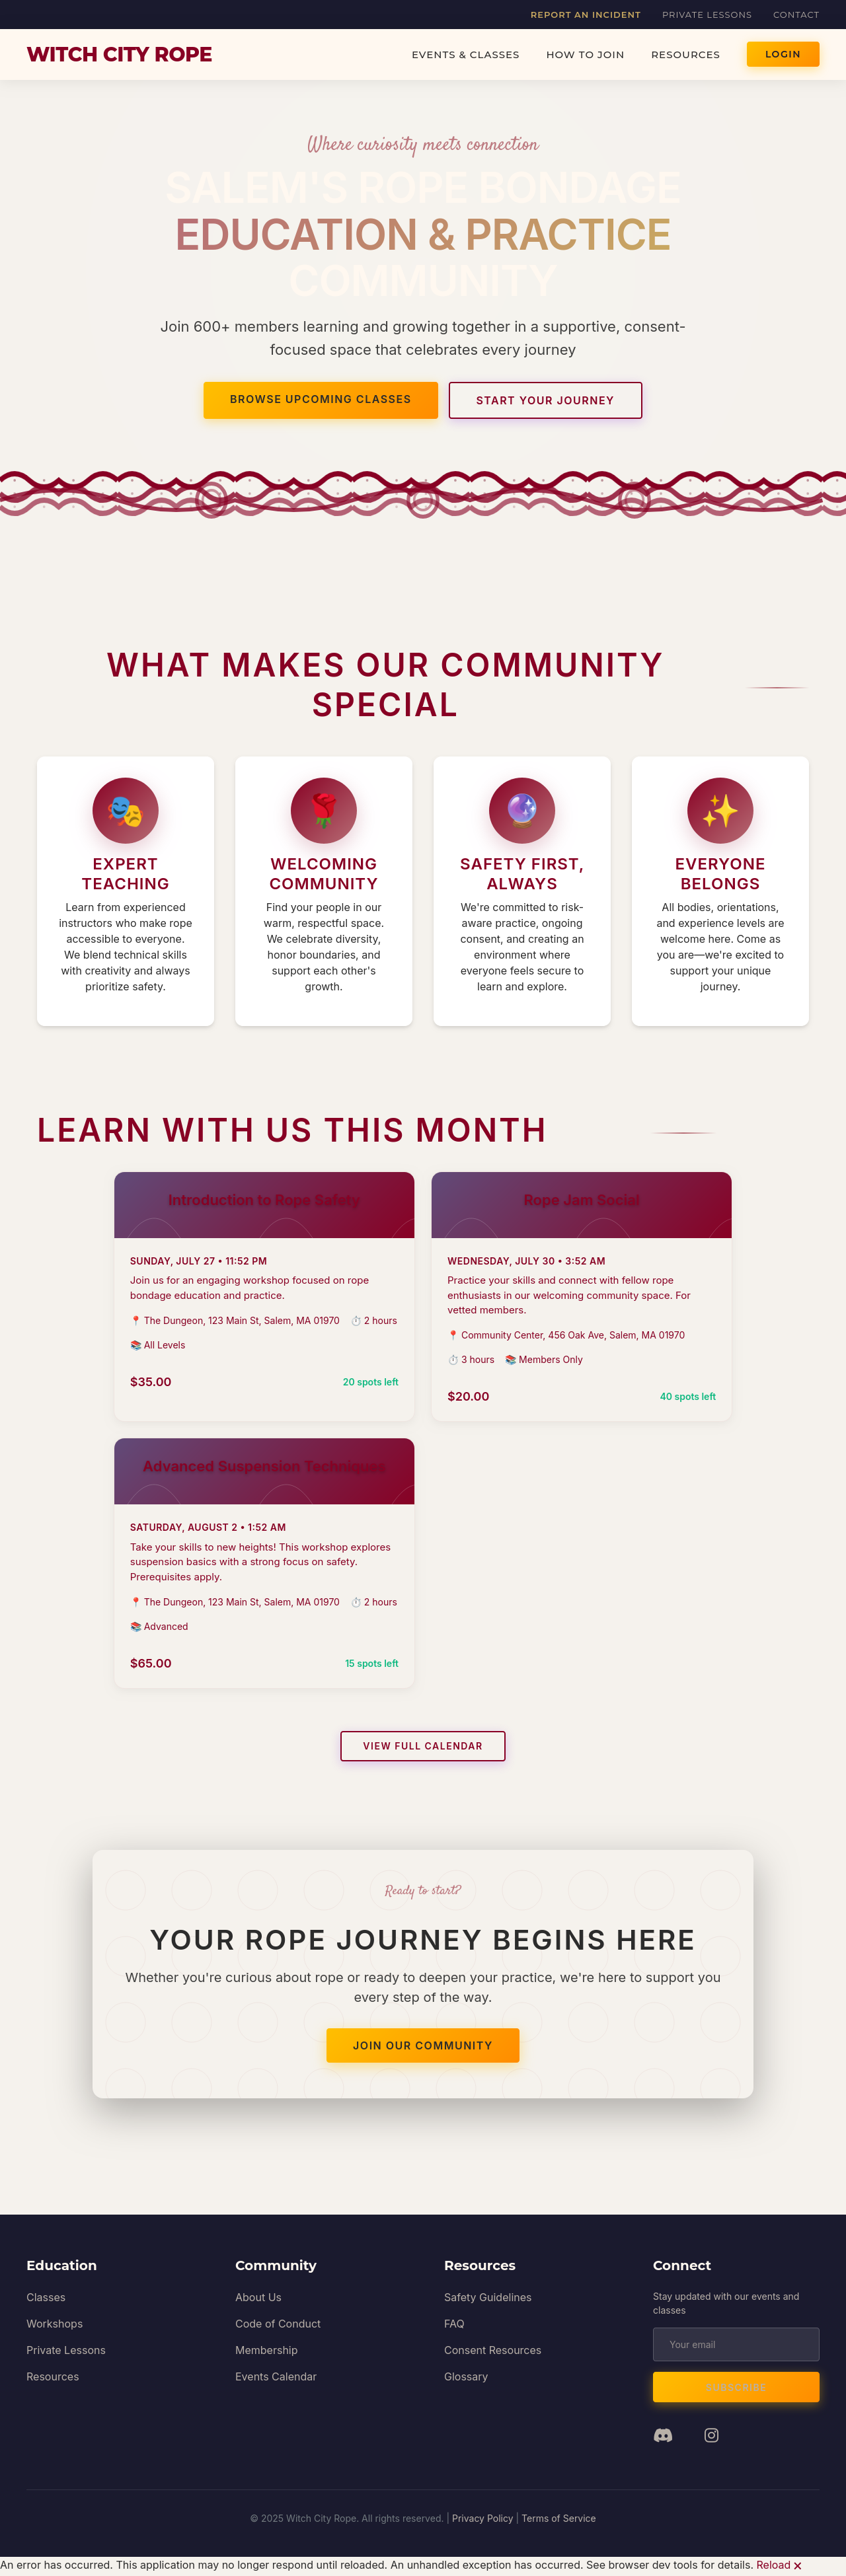 REPORT AN INCIDENT PRIVATE LESSONS CONTACT
WITCH CITY ROPE EVENTS & CLASSES HOW TO JOIN RESOURCES LOGIN
Where curiosity meets connection
SALEM'S ROPE BONDAGE
EDUCATION & PRACTICE
COMMUNITY
Join 600+ members learning and growing together in a supportive, consent-
focused space that celebrates every journey
BROWSE UPCOMING CLASSES START YOUR JOURNEY
WHAT MAKES OUR COMMUNITY
SPECIAL
🎭
EXPERT
TEACHING
Learn from experienced
instructors who make rope
accessible to everyone.
We blend technical skills
with creativity and always
prioritize safety.
🌹
WELCOMING
COMMUNITY
Find your people in our
warm, respectful space.
We celebrate diversity,
honor boundaries, and
support each other's
growth.
🔮
SAFETY FIRST,
ALWAYS
We're committed to risk-
aware practice, ongoing
consent, and creating an
environment where
everyone feels secure to
learn and explore.
✨
EVERYONE
BELONGS
All bodies, orientations,
and experience levels are
welcome here. Come as
you are—we're excited to
support your unique
journey.
LEARN WITH US THIS MONTH
Introduction to Rope Safety
SUNDAY, JULY 27 • 11:52 PM
Join us for an engaging workshop focused on rope
bondage education and practice.
📍 The Dungeon, 123 Main St, Salem, MA 01970 ⏱️ 2 hours
📚 All Levels
$35.00 20 spots left
Rope Jam Social
WEDNESDAY, JULY 30 • 3:52 AM
Practice your skills and connect with fellow rope
enthusiasts in our welcoming community space. For
vetted members.
📍 Community Center, 456 Oak Ave, Salem, MA 01970
⏱️ 3 hours 📚 Members Only
$20.00 40 spots left
Advanced Suspension Techniques
SATURDAY, AUGUST 2 • 1:52 AM
Take your skills to new heights! This workshop explores
suspension basics with a strong focus on safety.
Prerequisites apply.
📍 The Dungeon, 123 Main St, Salem, MA 01970 ⏱️ 2 hours
📚 Advanced
$65.00 15 spots left
VIEW FULL CALENDAR
Ready to start?
YOUR ROPE JOURNEY BEGINS HERE
Whether you're curious about rope or ready to deepen your practice, we're here to support you
every step of the way.
JOIN OUR COMMUNITY
Education
Classes
Workshops
Private Lessons
Resources
Community
About Us
Code of Conduct
Membership
Events Calendar
Resources
Safety Guidelines
FAQ
Consent Resources
Glossary
Connect
Stay updated with our events and
classes
Your email
SUBSCRIBE
© 2025 Witch City Rope. All rights reserved. | Privacy Policy | Terms of Service
An error has occurred. This application may no longer respond until reloaded. An unhandled exception has occurred. See browser dev tools for details. Reload ✕